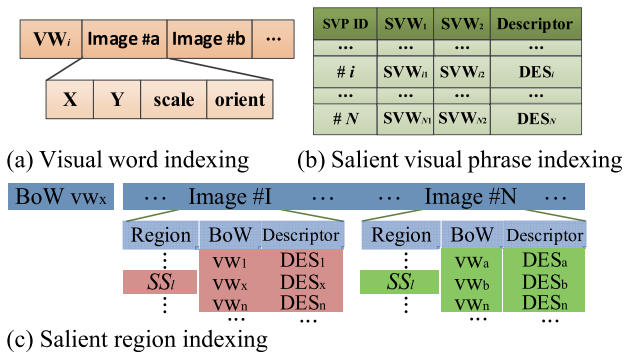 VWi Image #a Image #b ...
X Y scale orient
(a) Visual word indexing
SVP ID SVW1 SVW2 Descriptor
... ... ... ...
# i SVWi1 SVWi2 DESi
... ... ... ...
# N SVWN1 SVWN2 DESN
(b) Salient visual phrase indexing
BoW vwx ... Image #I ... ... Image #N ...
Region BoW Descriptor Region BoW Descriptor
vw1 DES1 vwa DESa
SSl vwx DESx SSl vwb DESb
vwn DESn vwn DESn
... ... ... ...
(c) Salient region indexing